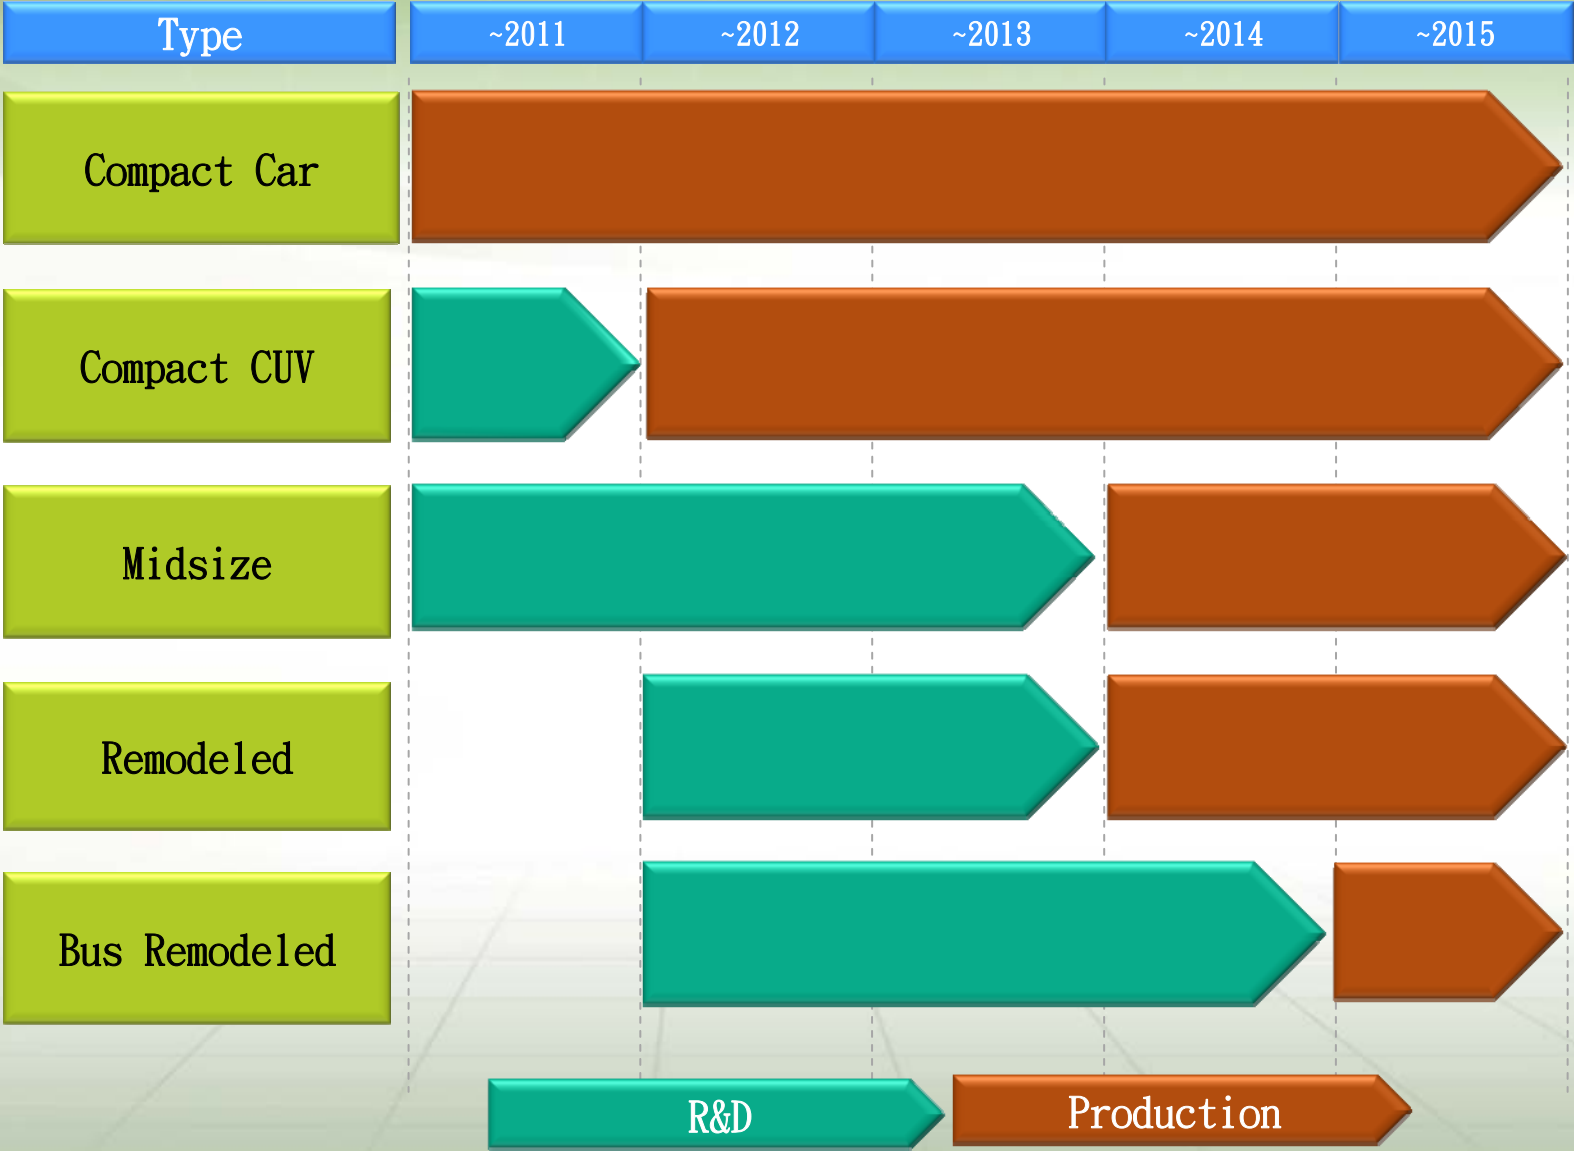 Type
~2011
~2012
~2013
~2014
~2015
Compact Car
Compact CUV
Midsize
Remodeled
Bus Remodeled
R&D
Production